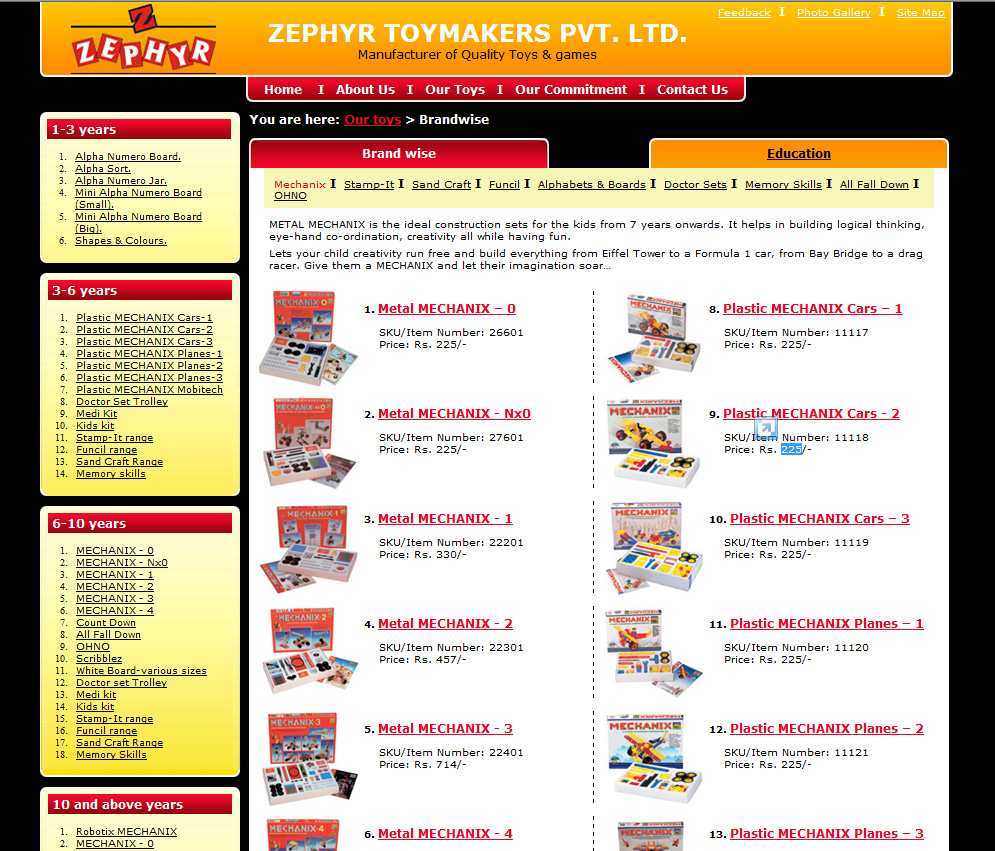 Feedback I Photo Gallery I Site Map
Z
ZEPHYR
ZEPHYR TOYMAKERS PVT. LTD.
Manufacturer of Quality Toys & games
Home I About Us I Our Toys I Our Commitment I Contact Us
1-3 years
1. Alpha Numero Board.
2. Alpha Sort.
3. Alpha Numero Jar.
4. Mini Alpha Numero Board
(Small).
5. Mini Alpha Numero Board
(Big).
6. Shapes & Colours.
3-6 years
1. Plastic MECHANIX Cars-1
2. Plastic MECHANIX Cars-2
3. Plastic MECHANIX Cars-3
4. Plastic MECHANIX Planes-1
5. Plastic MECHANIX Planes-2
6. Plastic MECHANIX Planes-3
7. Plastic MECHANIX Mobitech
8. Doctor Set Trolley
9. Medi Kit
10. Kids kit
11. Stamp-It range
12. Funcil range
13. Sand Craft Range
14. Memory skills
6-10 years
1. MECHANIX - 0
2. MECHANIX - Nx0
3. MECHANIX - 1
4. MECHANIX - 2
5. MECHANIX - 3
6. MECHANIX - 4
7. Count Down
8. All Fall Down
9. OHNO
10. Scribblez
11. White Board-various sizes
12. Doctor set Trolley
13. Medi kit
14. Kids kit
15. Stamp-It range
16. Funcil range
17. Sand Craft Range
18. Memory Skills
10 and above years
1. Robotix MECHANIX
2. MECHANIX - 0
You are here: Our toys > Brandwise
Brand wise
Education
Mechanix I Stamp-It I Sand Craft I Funcil I Alphabets & Boards I Doctor Sets I Memory Skills I All Fall Down I
OHNO
METAL MECHANIX is the ideal construction sets for the kids from 7 years onwards. It helps in building logical thinking,
eye-hand co-ordination, creativity all while having fun.
Lets your child creativity run free and build everything from Eiffel Tower to a Formula 1 car, from Bay Bridge to a drag
racer. Give them a MECHANIX and let their imagination soar...
1. Metal MECHANIX – 0
SKU/Item Number: 26601
Price: Rs. 225/-
2. Metal MECHANIX - Nx0
SKU/Item Number: 27601
Price: Rs. 225/-
3. Metal MECHANIX - 1
SKU/Item Number: 22201
Price: Rs. 330/-
4. Metal MECHANIX - 2
SKU/Item Number: 22301
Price: Rs. 457/-
5. Metal MECHANIX - 3
SKU/Item Number: 22401
Price: Rs. 714/-
6. Metal MECHANIX - 4
8. Plastic MECHANIX Cars – 1
SKU/Item Number: 11117
Price: Rs. 225/-
9. Plastic MECHANIX Cars - 2
SKU/Item Number: 11118
Price: Rs. 225/-
10. Plastic MECHANIX Cars – 3
SKU/Item Number: 11119
Price: Rs. 225/-
11. Plastic MECHANIX Planes – 1
SKU/Item Number: 11120
Price: Rs. 225/-
12. Plastic MECHANIX Planes – 2
SKU/Item Number: 11121
Price: Rs. 225/-
13. Plastic MECHANIX Planes – 3